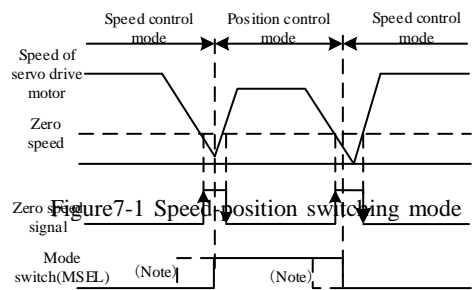 Speed control mode
Position control mode
Speed control mode
Speed of servo drive motor
Zero speed
Zero speed signal
Figure7-1 Speed-position switching mode
Mode switch(MSEL)
(Note)
(Note)